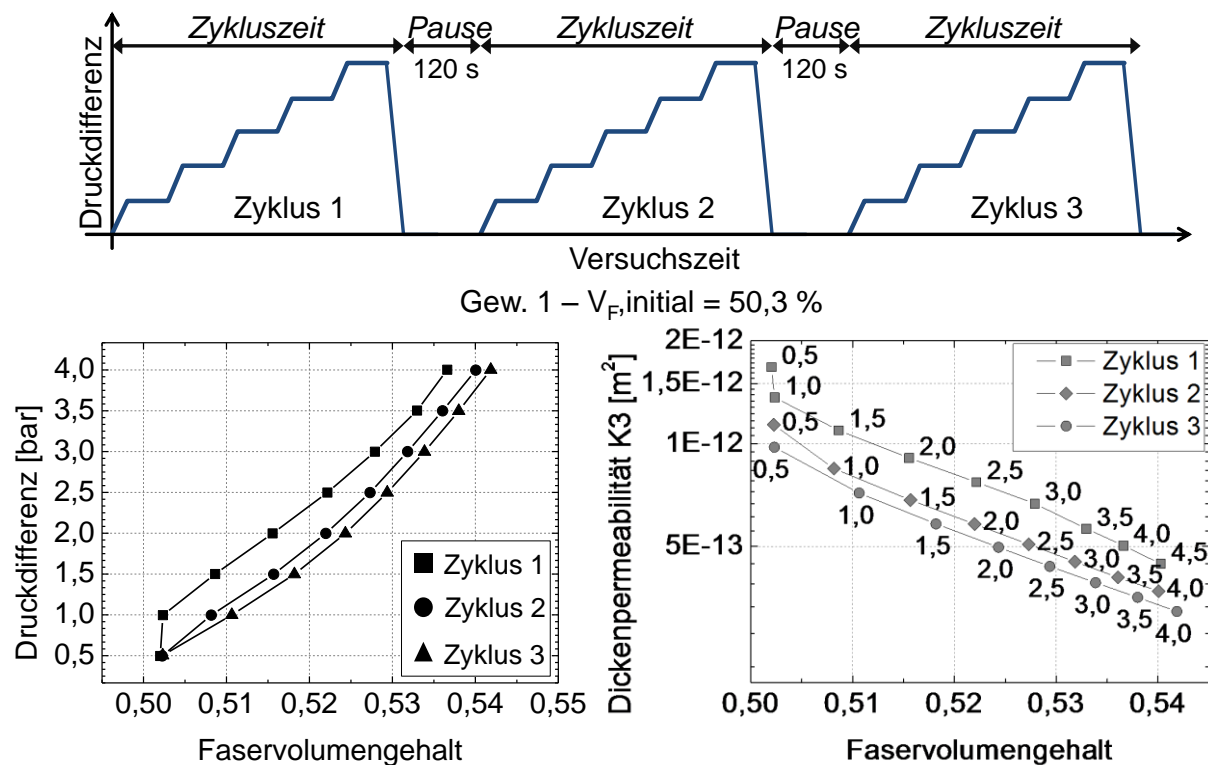 Zykluszeit Pause Zykluszeit Pause Zykluszeit
120 s 120 s
Druckdifferenz
Zyklus 1 Zyklus 2 Zyklus 3
Versuchszeit
Gew. 1 – VF,initial = 50,3 %
Druckdifferenz [bar]
4,0
3,5
3,0
2,5
2,0
1,5
1,0
0,5
Zyklus 1
Zyklus 2
Zyklus 3
0,50 0,51 0,52 0,53 0,54 0,55
Faservolumengehalt
Dickenpermeabilität K3 [m²]
2E-12
1,5E-12
1E-12
5E-13
Zyklus 1
Zyklus 2
Zyklus 3
0,5
1,0
1,5
2,0
2,5
3,0
3,5
4,0
4,5
0,5
1,0
1,5
2,0
2,5
3,0
3,5
4,0
0,5
1,0
1,5
2,0
2,5
3,0
3,5
4,0
0,50 0,51 0,52 0,53 0,54
Faservolumengehalt